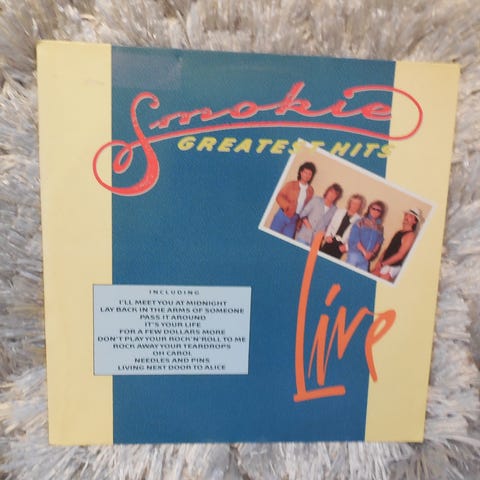 Smokie
GREATEST HITS
Live
INCLUDING
I'LL MEET YOU AT MIDNIGHT
LAY BACK IN THE ARMS OF SOMEONE
PASS IT AROUND
IT'S YOUR LIFE
FOR A FEW DOLLARS MORE
DON'T PLAY YOUR ROCK'N'ROLL TO ME
ROCK AWAY YOUR TEARDROPS
OH CAROL
NEEDLES AND PINS
LIVING NEXT DOOR TO ALICE